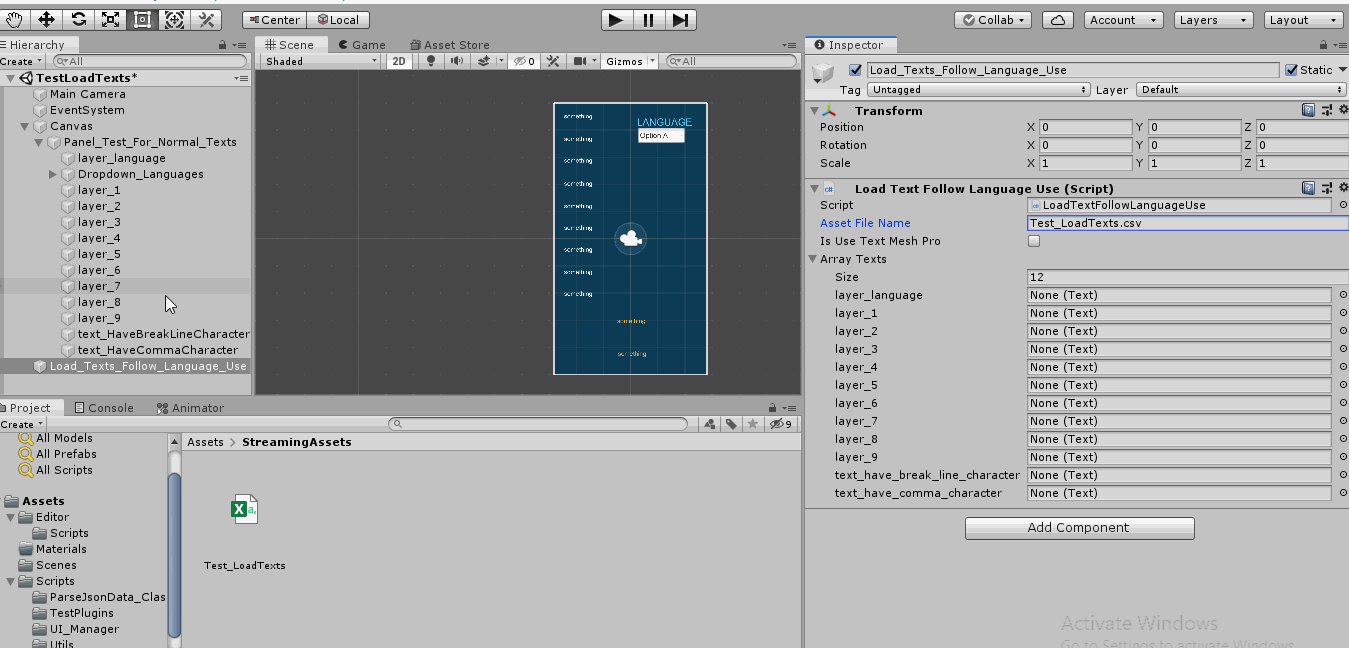 Center Local Collab Account Layers Layout
Hierarchy
Create All
TestLoadTexts*
Main Camera
EventSystem
Canvas
Panel_Test_For_Normal_Texts
layer_language
Dropdown_Languages
layer_1
layer_2
layer_3
layer_4
layer_5
layer_6
layer_7
layer_8
layer_9
text_HaveBreakLineCharacter
text_HaveCommaCharacter
Load_Texts_Follow_Language_Use
Scene Game Asset Store
Shaded 2D 0 Gizmos All
something
LANGUAGE
Option A
something
something
something
something
something
something
something
something
something
something
Project Console Animator
Create 9
All Models
All Prefabs
All Scripts
Assets
Editor
Scripts
Materials
Scenes
Scripts
ParseJsonData_Clas
TestPlugins
UI_Manager
Utils
Assets > StreamingAssets
Test_LoadTexts
Inspector
Load_Texts_Follow_Language_Use Static
Tag Untagged Layer Default
Transform
Position X 0 Y 0 Z 0
Rotation X 0 Y 0 Z 0
Scale X 1 Y 1 Z 1
Load Text Follow Language Use (Script)
Script LoadTextFollowLanguageUse
Asset File Name Test_LoadTexts.csv
Is Use Text Mesh Pro
Array Texts
Size 12
layer_language None (Text)
layer_1 None (Text)
layer_2 None (Text)
layer_3 None (Text)
layer_4 None (Text)
layer_5 None (Text)
layer_6 None (Text)
layer_7 None (Text)
layer_8 None (Text)
layer_9 None (Text)
text_have_break_line_character None (Text)
text_have_comma_character None (Text)
Add Component
Activate Windows
Go to Settings to activate Windows.